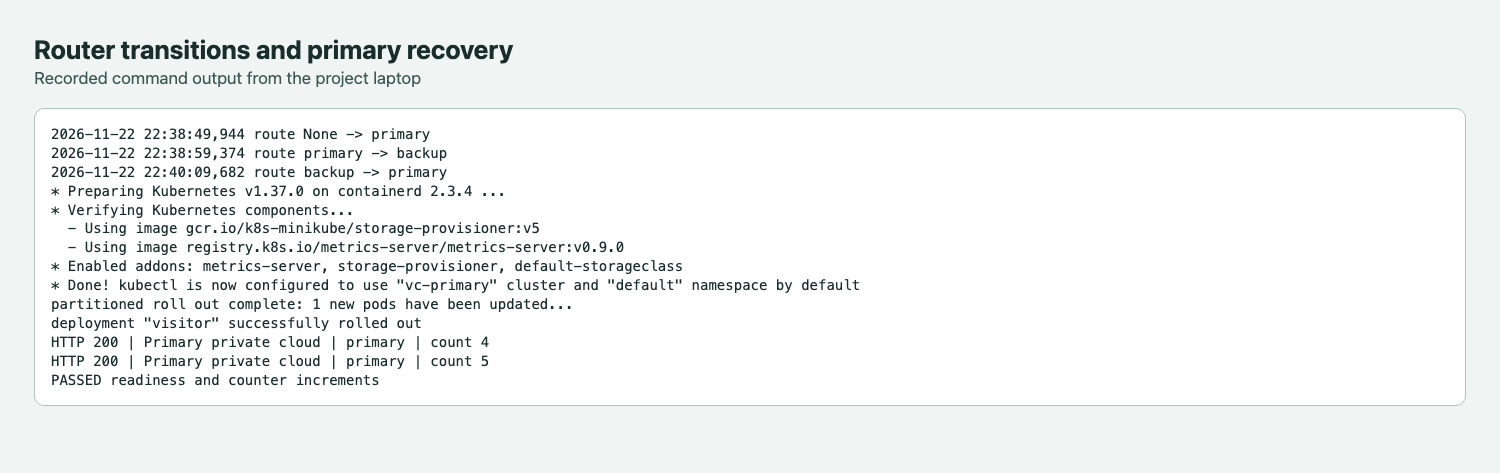 Router transitions and primary recovery
Recorded command output from the project laptop
2026-11-22 22:38:49,944 route None -> primary
2026-11-22 22:38:59,374 route primary -> backup
2026-11-22 22:40:09,682 route backup -> primary
* Preparing Kubernetes v1.37.0 on containerd 2.3.4 ...
* Verifying Kubernetes components...
  - Using image gcr.io/k8s-minikube/storage-provisioner:v5
  - Using image registry.k8s.io/metrics-server/metrics-server:v0.9.0
* Enabled addons: metrics-server, storage-provisioner, default-storageclass
* Done! kubectl is now configured to use "vc-primary" cluster and "default" namespace by default
partitioned roll out complete: 1 new pods have been updated...
deployment "visitor" successfully rolled out
HTTP 200 | Primary private cloud | primary | count 4
HTTP 200 | Primary private cloud | primary | count 5
PASSED readiness and counter increments